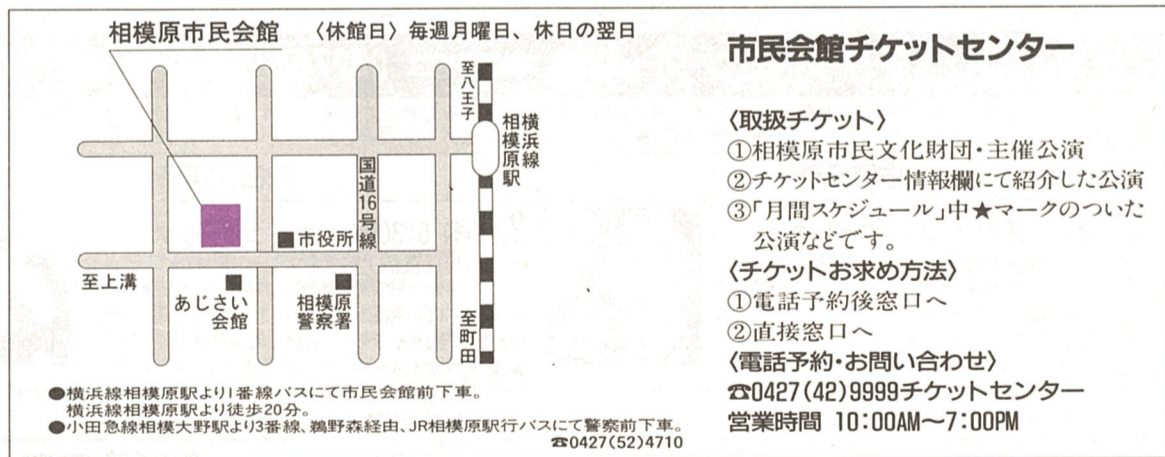 相模原市民会館 〈休館日〉毎週月曜日、休日の翌日
至八王子
横浜線
相模原駅
国道16号線
市役所
至上溝
あじさい
会館
相模原
警察署
至町田
●横浜線相模原駅より1番線バスにて市民会館前下車。
横浜線相模原駅より徒歩20分。
●小田急線相模大野駅より3番線、鵜野森経由、JR相模原駅行バスにて警察前下車。
☎0427(52)4710
市民会館チケットセンター
〈取扱チケット〉
①相模原市民文化財団・主催公演
②チケットセンター情報欄にて紹介した公演
③「月間スケジュール」中★マークのついた
公演などです。
〈チケットお求め方法〉
①電話予約後窓口へ
②直接窓口へ
〈電話予約・お問い合わせ〉
☎0427(42)9999チケットセンター
営業時間 10:00AM～7:00PM